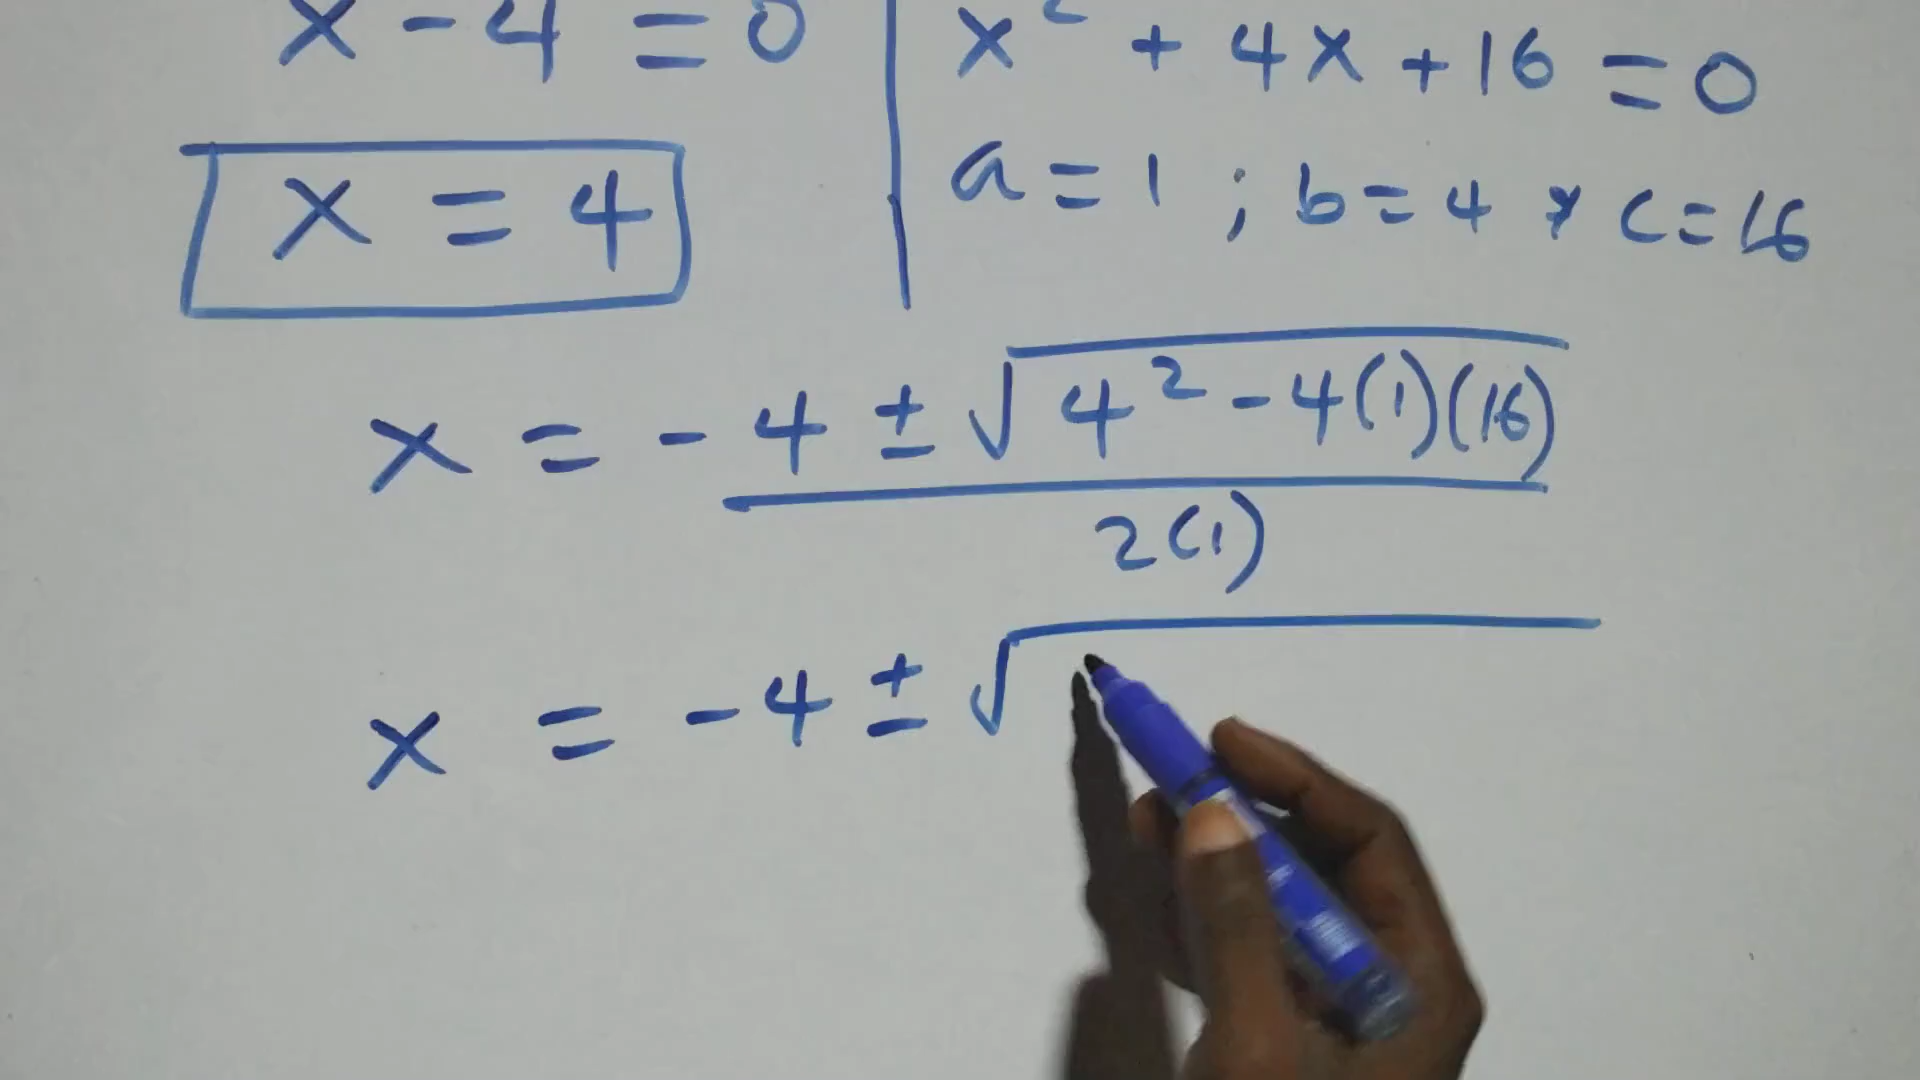 x - 4 = 0
x = 4
x² + 4x + 16 = 0
a = 1 ; b = 4 , c = 16
x = -4 ± √(4² - 4(1)(16))
2(1)
x = -4 ± √